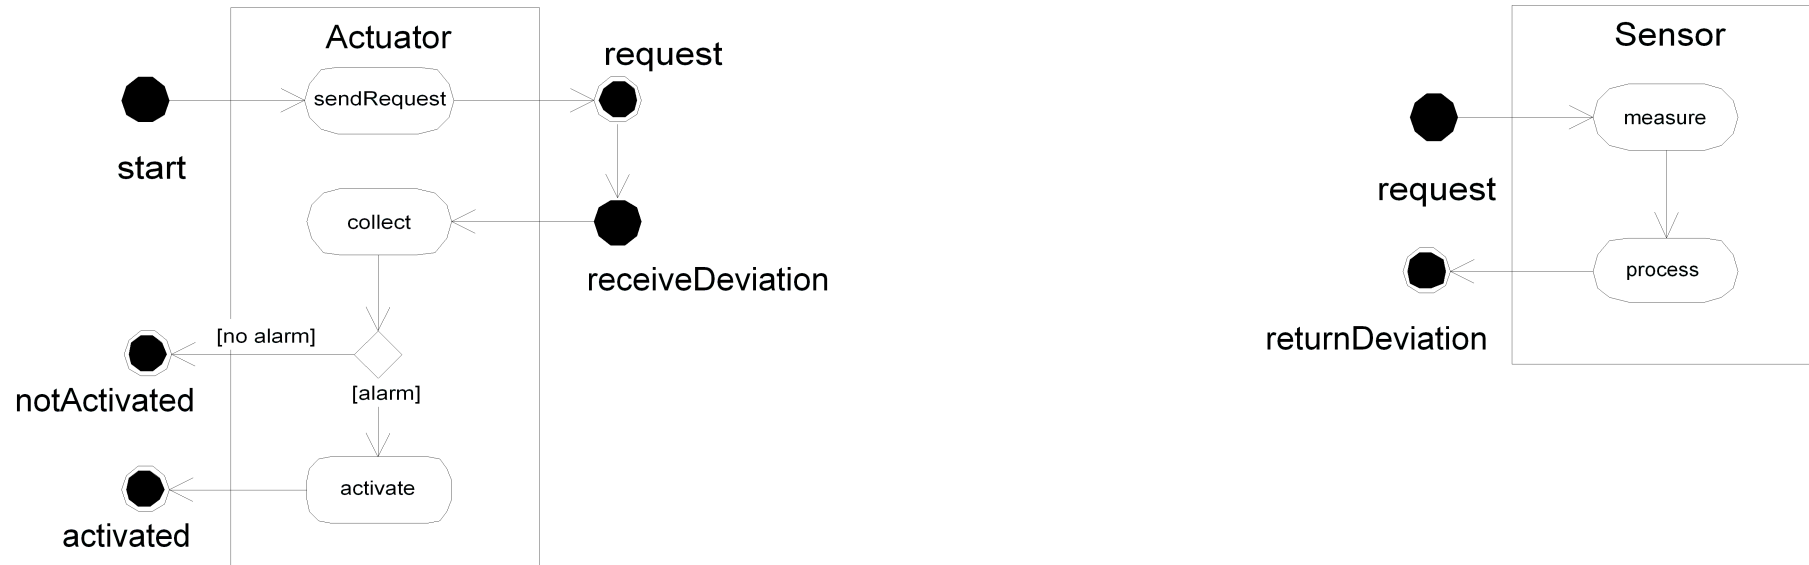 Actuator
request
sendRequest
start
collect
receiveDeviation
[no alarm]
notActivated
[alarm]
activate
activated
Sensor
measure
request
process
returnDeviation